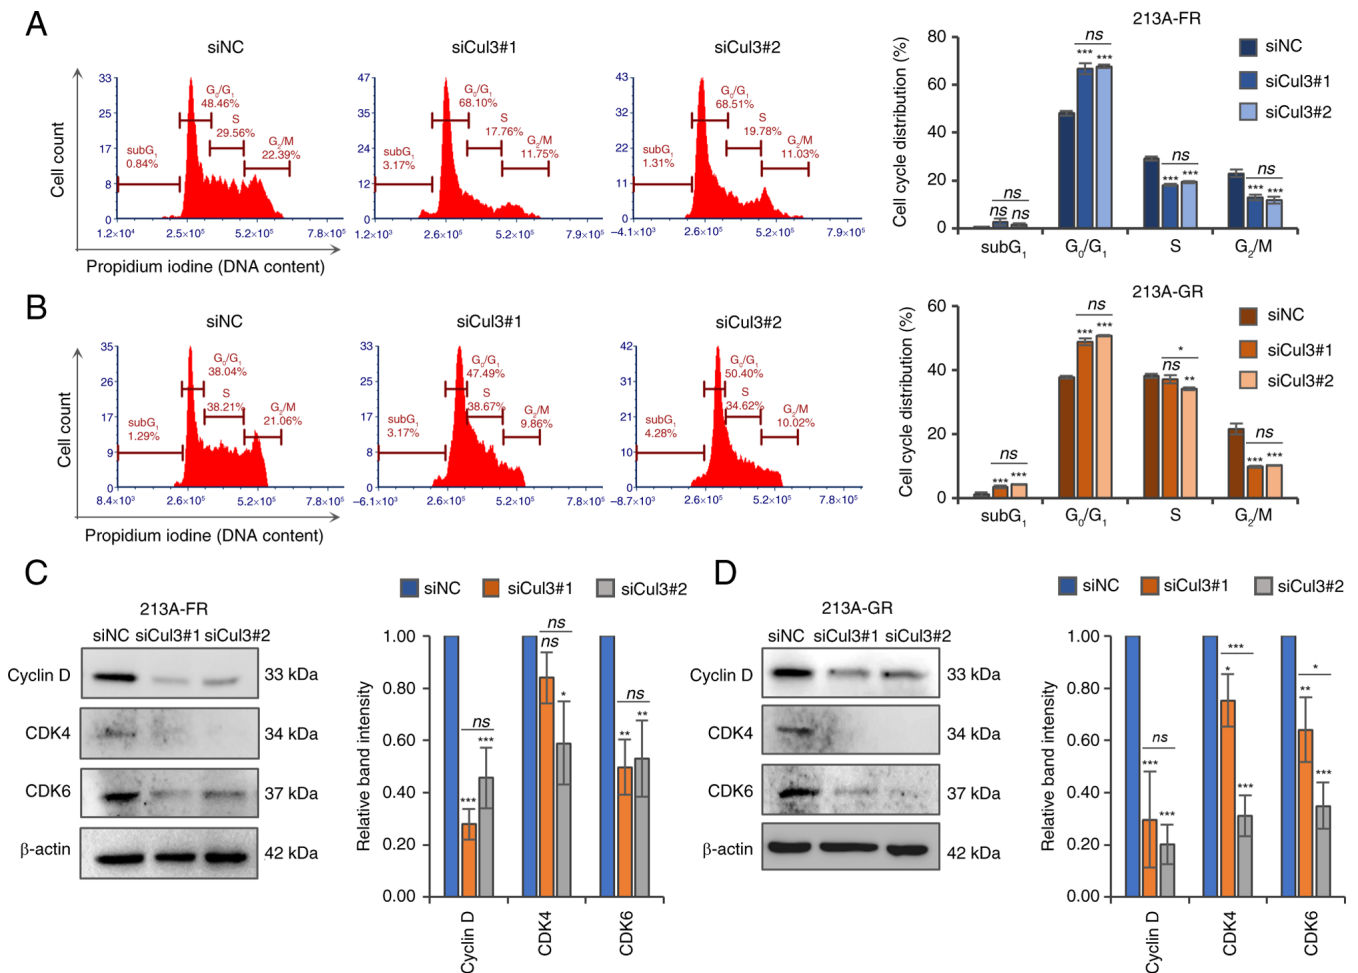 A
siNC
siCul3#1
siCul3#2
Cell count
33
25
17
8
0
G0/G1
48.46%
S
29.56%
G2/M
22.39%
subG1
0.84%
1.2×10⁴
2.6×10⁵
5.2×10⁵
7.8×10⁵
47
35
24
12
0
G0/G1
68.10%
S
17.76%
G2/M
11.75%
subG1
3.17%
1.2×10³
2.6×10⁵
5.2×10⁵
7.9×10⁵
43
32
22
11
0
G0/G1
68.51%
S
19.78%
G2/M
11.03%
subG1
1.31%
−4.1×10³
2.6×10⁵
5.2×10⁵
7.8×10⁵
Propidium iodine (DNA content)
213A-FR
Cell cycle distribution (%)
80
60
40
20
0
ns
*** ***
ns
*** ***
ns
*** ***
ns
ns ns
subG1 G0/G1 S G2/M
siNC
siCul3#1
siCul3#2
B
siNC
siCul3#1
siCul3#2
Cell count
35
26
17
9
0
G0/G1
38.04%
S
38.21%
G2/M
21.06%
subG1
1.29%
8.4×10³
2.6×10⁵
5.2×10⁵
7.8×10⁵
33
25
17
8
0
G0/G1
47.49%
S
38.67%
G2/M
9.86%
subG1
3.17%
−6.1×10³
2.6×10⁵
5.2×10⁵
7.8×10⁵
42
31
21
10
0
G0/G1
50.40%
S
34.62%
G2/M
10.02%
subG1
4.28%
−8.7×10³
2.6×10⁵
5.2×10⁵
7.8×10⁵
Propidium iodine (DNA content)
213A-GR
Cell cycle distribution (%)
60
40
20
0
ns
*** ***
ns
*** ***
*
ns
**
ns
*** ***
subG1 G0/G1 S G2/M
siNC
siCul3#1
siCul3#2
C
213A-FR
siNC siCul3#1 siCul3#2
Cyclin D 33 kDa
CDK4 34 kDa
CDK6 37 kDa
β-actin 42 kDa
siNC siCul3#1 siCul3#2
Relative band intensity
1.00
0.80
0.60
0.40
0.20
0.00
ns
***
***
ns
ns
*
ns
**
**
Cyclin D
CDK4
CDK6
D
213A-GR
siNC siCul3#1 siCul3#2
Cyclin D 33 kDa
CDK4 34 kDa
CDK6 37 kDa
β-actin 42 kDa
siNC siCul3#1 siCul3#2
Relative band intensity
1.00
0.80
0.60
0.40
0.20
0.00
ns
***
***
***
*
***
*
**
***
Cyclin D
CDK4
CDK6